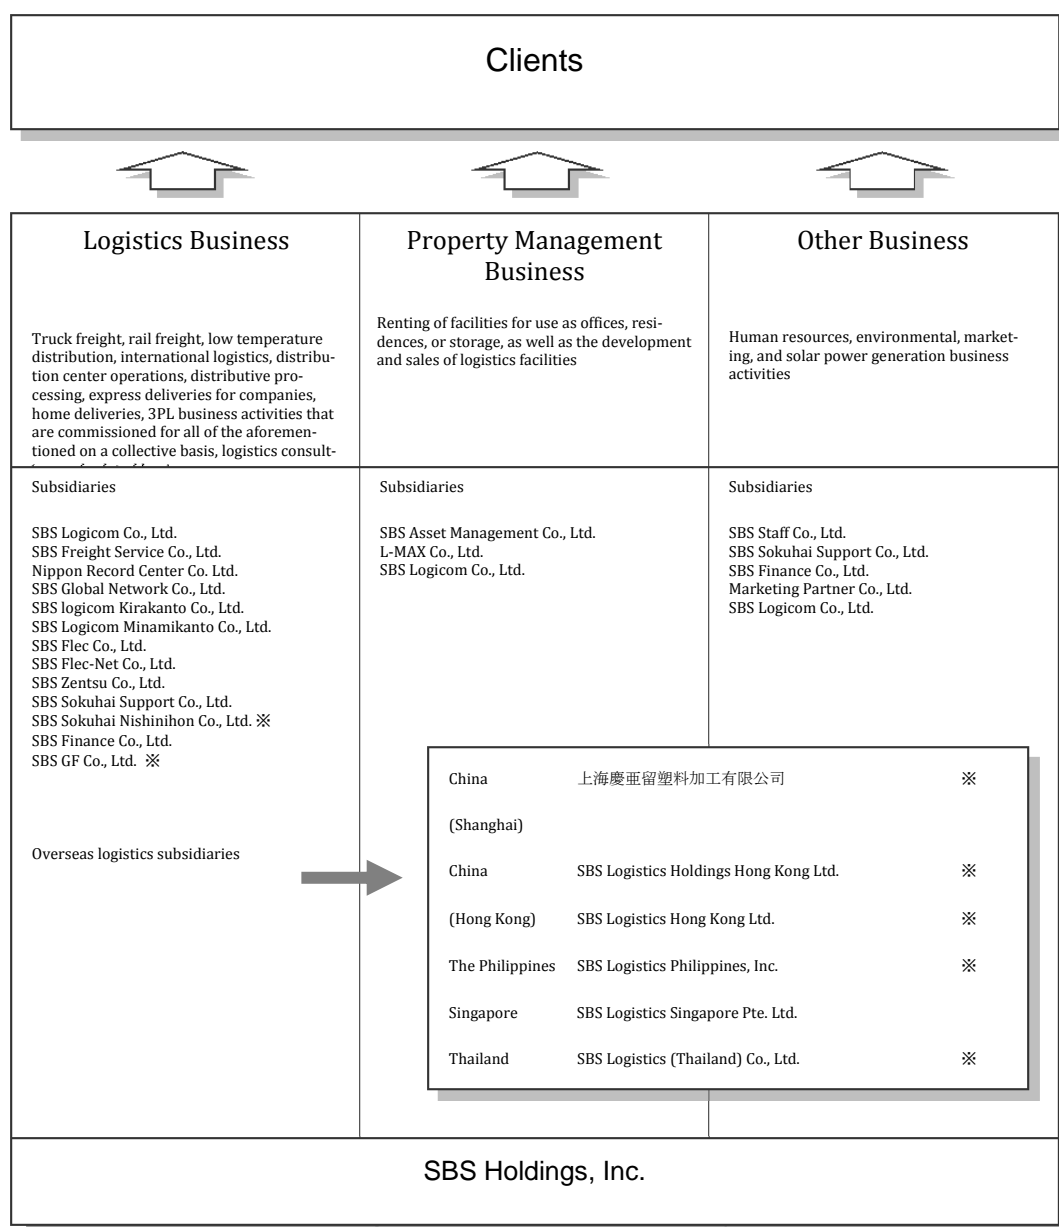 Clients
Logistics Business
Truck freight, rail freight, low temperature
distribution, international logistics, distribu-
tion center operations, distributive pro-
cessing, express deliveries for companies,
home deliveries, 3PL business activities that
are commissioned for all of the aforemen-
tioned on a collective basis, logistics consult-
Property Management
Business
Renting of facilities for use as offices, resi-
dences, or storage, as well as the development
and sales of logistics facilities
Other Business
Human resources, environmental, market-
ing, and solar power generation business
activities
Subsidiaries
SBS Logicom Co., Ltd.
SBS Freight Service Co., Ltd.
Nippon Record Center Co. Ltd.
SBS Global Network Co., Ltd.
SBS logicom Kirakanto Co., Ltd.
SBS Logicom Minamikanto Co., Ltd.
SBS Flec Co., Ltd.
SBS Flec-Net Co., Ltd.
SBS Zentsu Co., Ltd.
SBS Sokuhai Support Co., Ltd.
SBS Sokuhai Nishinihon Co., Ltd. ※
SBS Finance Co., Ltd.
SBS GF Co., Ltd. ※
Overseas logistics subsidiaries
Subsidiaries
SBS Asset Management Co., Ltd.
L-MAX Co., Ltd.
SBS Logicom Co., Ltd.
Subsidiaries
SBS Staff Co., Ltd.
SBS Sokuhai Support Co., Ltd.
SBS Finance Co., Ltd.
Marketing Partner Co., Ltd.
SBS Logicom Co., Ltd.
China 上海慶亜留塑料加工有限公司 ※
(Shanghai)
China SBS Logistics Holdings Hong Kong Ltd. ※
(Hong Kong) SBS Logistics Hong Kong Ltd. ※
The Philippines SBS Logistics Philippines, Inc. ※
Singapore SBS Logistics Singapore Pte. Ltd.
Thailand SBS Logistics (Thailand) Co., Ltd. ※
SBS Holdings, Inc.